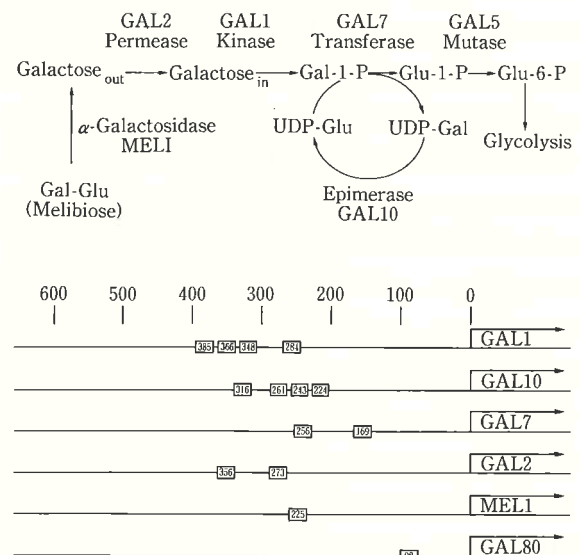 GAL2 GAL1 GAL7 GAL5
Permease Kinase Transferase Mutase
Galactose out Galactose in Gal-1-P Glu-1-P Glu-6-P
α-Galactosidase UDP-Glu UDP-Gal
MELI Glycolysis
Gal-Glu Epimerase
(Melibiose) GAL10
600 500 400 300 200 100 0
385 366 348 284 GAL1
316 261 243 224 GAL10
256 169 GAL7
356 273 GAL2
225 MEL1
GAL80